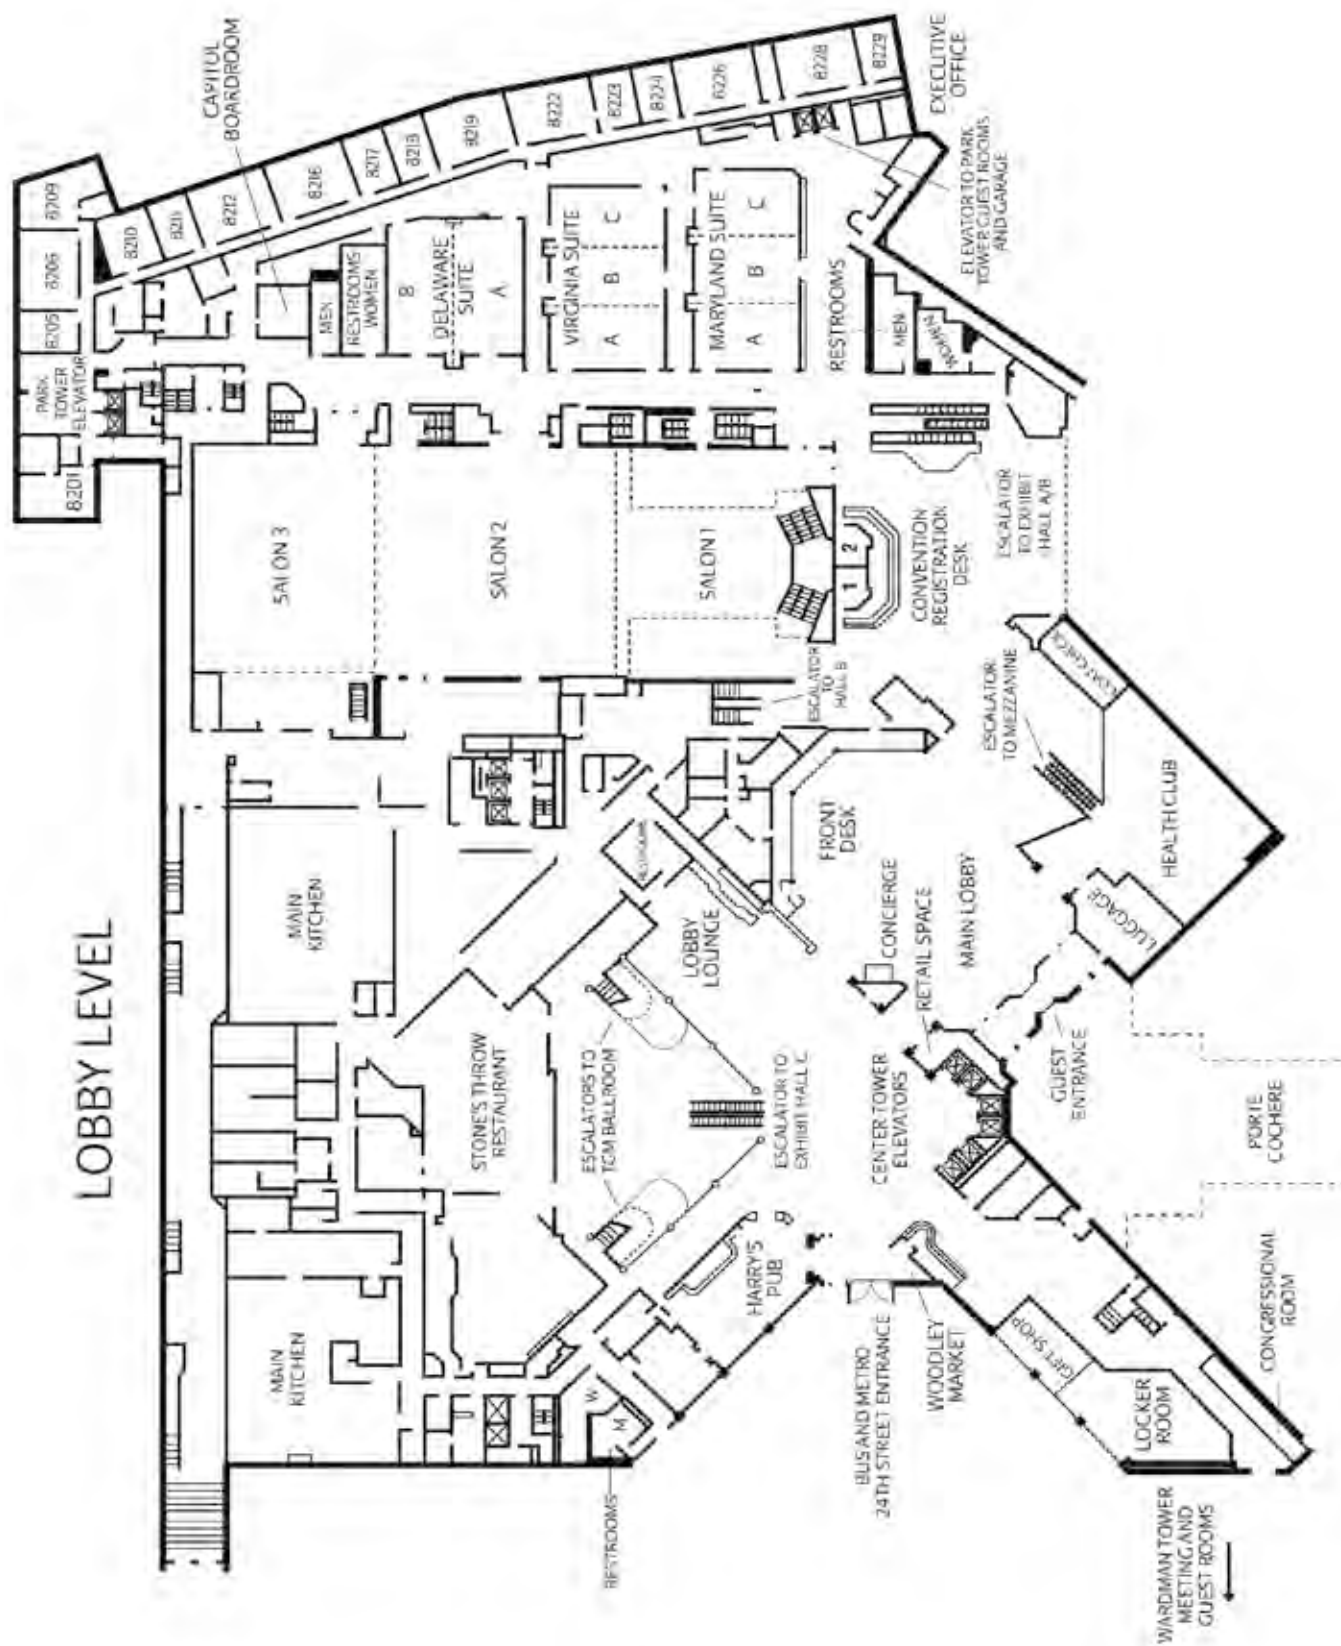 LOBBY LEVEL
CAPITOL
BOARDROOM
8209
8206
8205
PARK
TOWER
ELEVATOR
8201
8210
8211
8212
8216
8217
8218
8219
8222
8223
8224
8226
8228
8229
EXECUTIVE
OFFICE
ELEVATOR TO PARK
TOWER GUEST ROOMS
AND GARAGE
MEN
RESTROOMS
WOMEN
B
DELAWARE
SUITE
A
VIRGINIA SUITE
A
B
C
MARYLAND SUITE
A
B
C
RESTROOMS
MEN
WOMEN
SALON 3
SALON 2
SALON 1
1
2
CONVENTION
REGISTRATION
DESK
ESCALATOR
TO EXHIBIT
HALL A/B
ESCALATOR
TO
HALL B
COAT CHECK
ESCALATOR
TO MEZZANINE
HEALTH CLUB
LUGGAGE
FRONT
DESK
MAIN LOBBY
CONCIERGE
RETAIL SPACE
MAIN
KITCHEN
RESTROOMS
LOBBY
LOUNGE
STONE'S THROW
RESTAURANT
ESCALATORS TO
ESCALATOR TO
EXHIBIT HALL C
CENTER TOWER
ELEVATORS
GUEST
ENTRANCE
PORTE
COCHERE
MAIN
KITCHEN
HARRY'S
PUB
W
M
RESTROOMS
BUS AND METRO
24TH STREET ENTRANCE
WOODLEY
MARKET
GIFT SHOP
LOCKER
ROOM
CONGRESSIONAL
ROOM
WARDMAN TOWER
MEETING AND
GUEST ROOMS